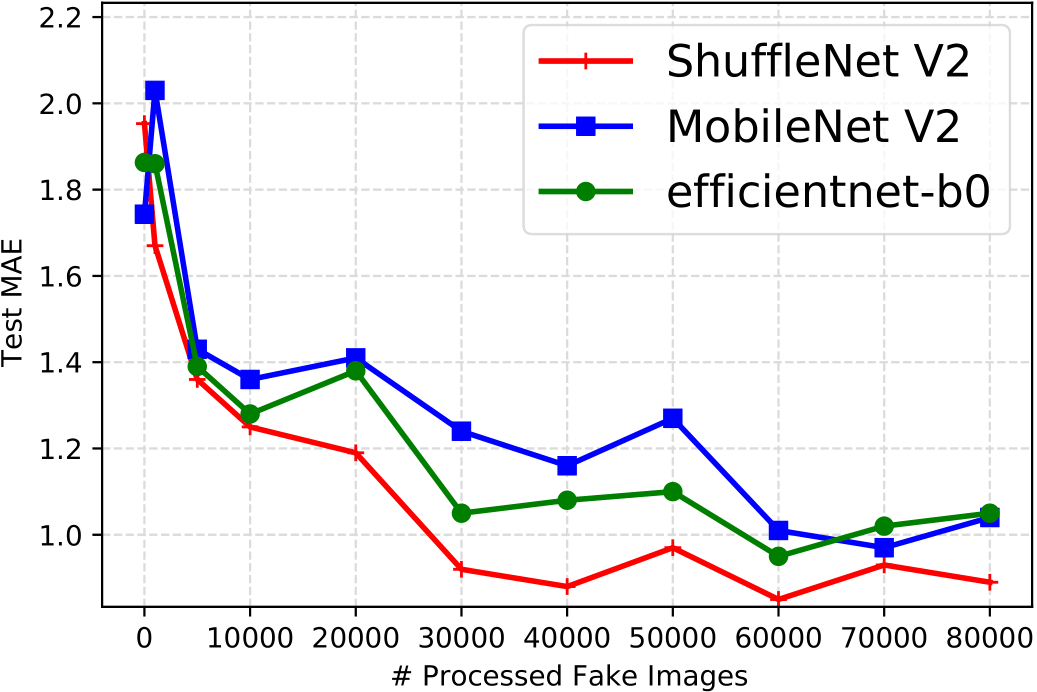 2.2
2.0
1.8
1.6
1.4
1.2
1.0
Test MAE
ShuffleNet V2
MobileNet V2
efficientnet-b0
0 10000 20000 30000 40000 50000 60000 70000 80000
# Processed Fake Images